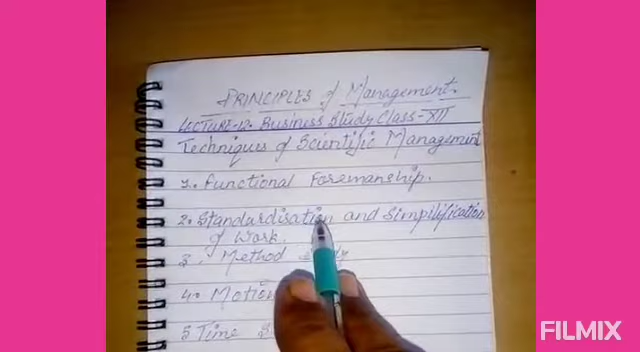 PRINCIPLES of Management.
LECTURE-12. Business Study Class-XII
Techniques of Scientific Management
1. Functional Foremanship.
2. Standardisation and Simplification
of Work.
3. Method
4. Motion
5 Time
FILMIX